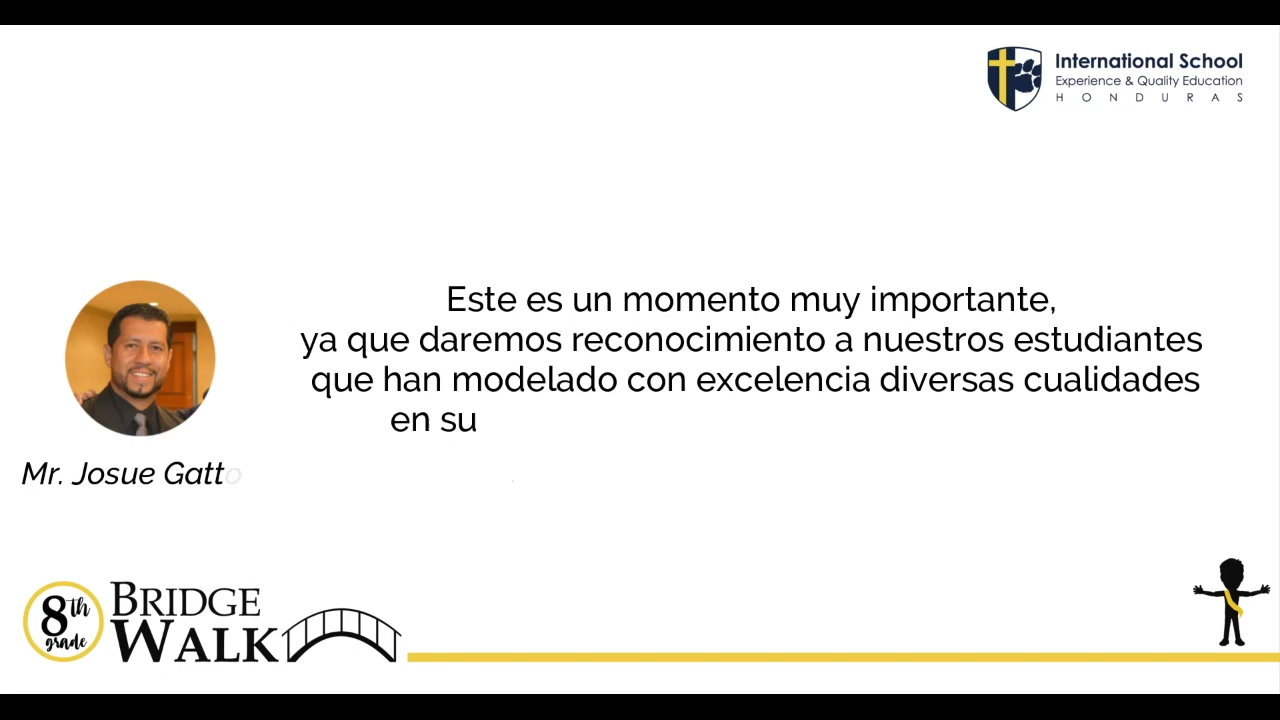 International School
Experience & Quality Education
HONDURAS
Este es un momento muy importante,
ya que daremos reconocimiento a nuestros estudiantes
que han modelado con excelencia diversas cualidades
en su
Mr. Josue Gatto
8th
grade
BRIDGE
WALK